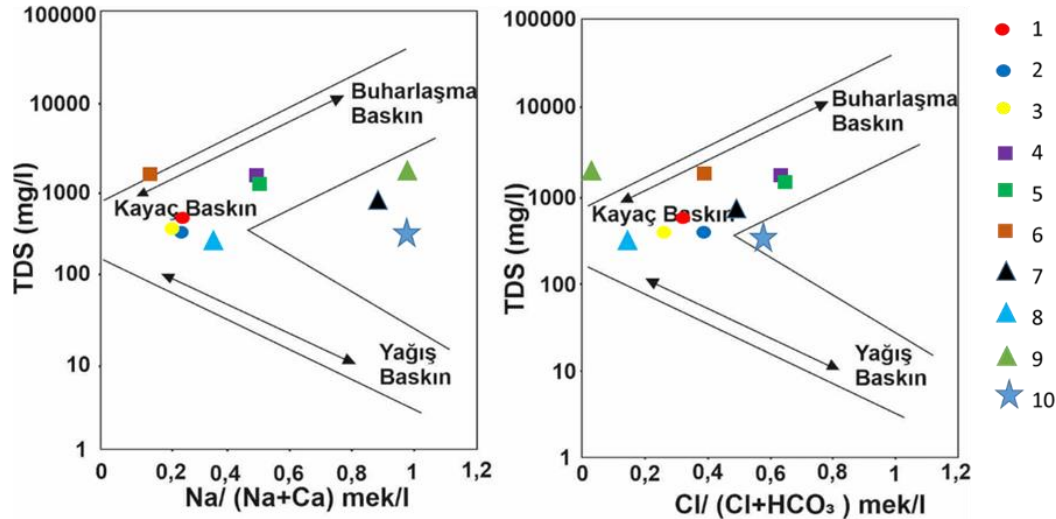 100000
10000
1000
100
10
1
TDS (mg/l)
Buharlaşma
Baskın
Kayaç Baskın
Yağış
Baskın
0 0,2 0,4 0,6 0,8 1 1,2
Na/ (Na+Ca) mek/l
100000
10000
1000
100
10
1
TDS (mg/l)
Buharlaşma
Baskın
Kayaç Baskın
Yağış
Baskın
0 0,2 0,4 0,6 0,8 1 1,2
Cl/ (Cl+HCO₃ ) mek/l
1
2
3
4
5
6
7
8
9
10